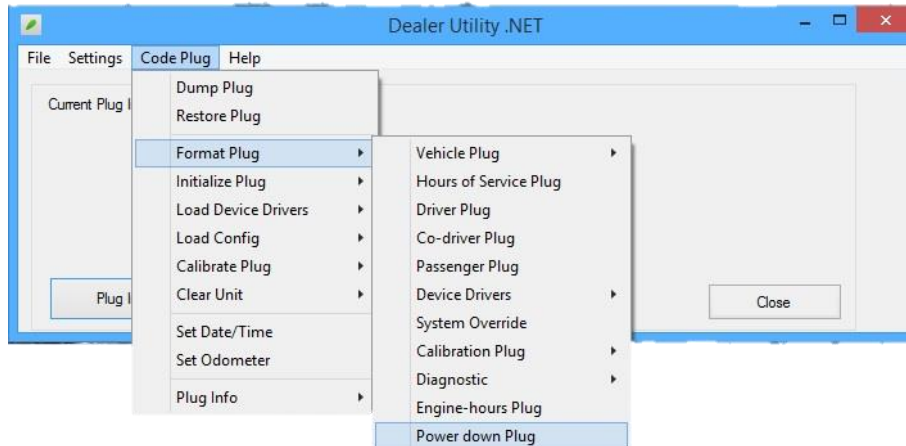 Dealer Utility .NET
File Settings Code Plug Help
Current Plug
Dump Plug
Restore Plug
Format Plug
Initialize Plug
Load Device Drivers
Load Config
Calibrate Plug
Clear Unit
Set Date/Time
Set Odometer
Plug Info
Vehicle Plug
Hours of Service Plug
Driver Plug
Co-driver Plug
Passenger Plug
Device Drivers
System Override
Calibration Plug
Diagnostic
Engine-hours Plug
Power down Plug
Plug
Close